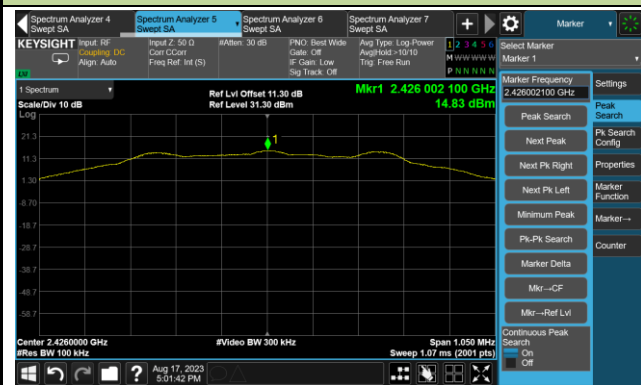 Spectrum Analyzer 4
Swept SA
Spectrum Analyzer 5
Swept SA
Spectrum Analyzer 6
Swept SA
Spectrum Analyzer 7
Swept SA
+
Marker
KEYSIGHT
Input: RF
Coupling: DC
Align: Auto
Input Z: 50 Ω
Corr CCorr
Freq Ref: Int (S)
#Atten: 30 dB
PNO: Best Wide
Gate: Off
IF Gain: Low
Sig Track: Off
Avg Type: Log-Power
Avg|Hold:>10/10
Trig: Free Run
1 2 3 4 5 6
M W W W W W
P N N N N N
LXI
Select Marker
Marker 1
1 Spectrum
Scale/Div 10 dB
Log
Ref Lvl Offset 11.30 dB
Ref Level 31.30 dBm
Mkr1 2.426 002 100 GHz
14.83 dBm
1
21.3
11.3
1.30
-8.70
-18.7
-28.7
-38.7
-48.7
-58.7
Center 2.4260000 GHz
#Res BW 100 kHz
#Video BW 300 kHz
Span 1.050 MHz
Sweep 1.07 ms (2001 pts)
Marker Frequency
2.426002100 GHz
Peak Search
Next Peak
Next Pk Right
Next Pk Left
Minimum Peak
Pk-Pk Search
Marker Delta
Mkr→CF
Mkr→Ref Lvl
Continuous Peak
Search
On
Off
Settings
Peak
Search
Pk Search
Config
Properties
Marker
Function
Marker→
Counter
?
Aug 17, 2023
5:01:42 PM